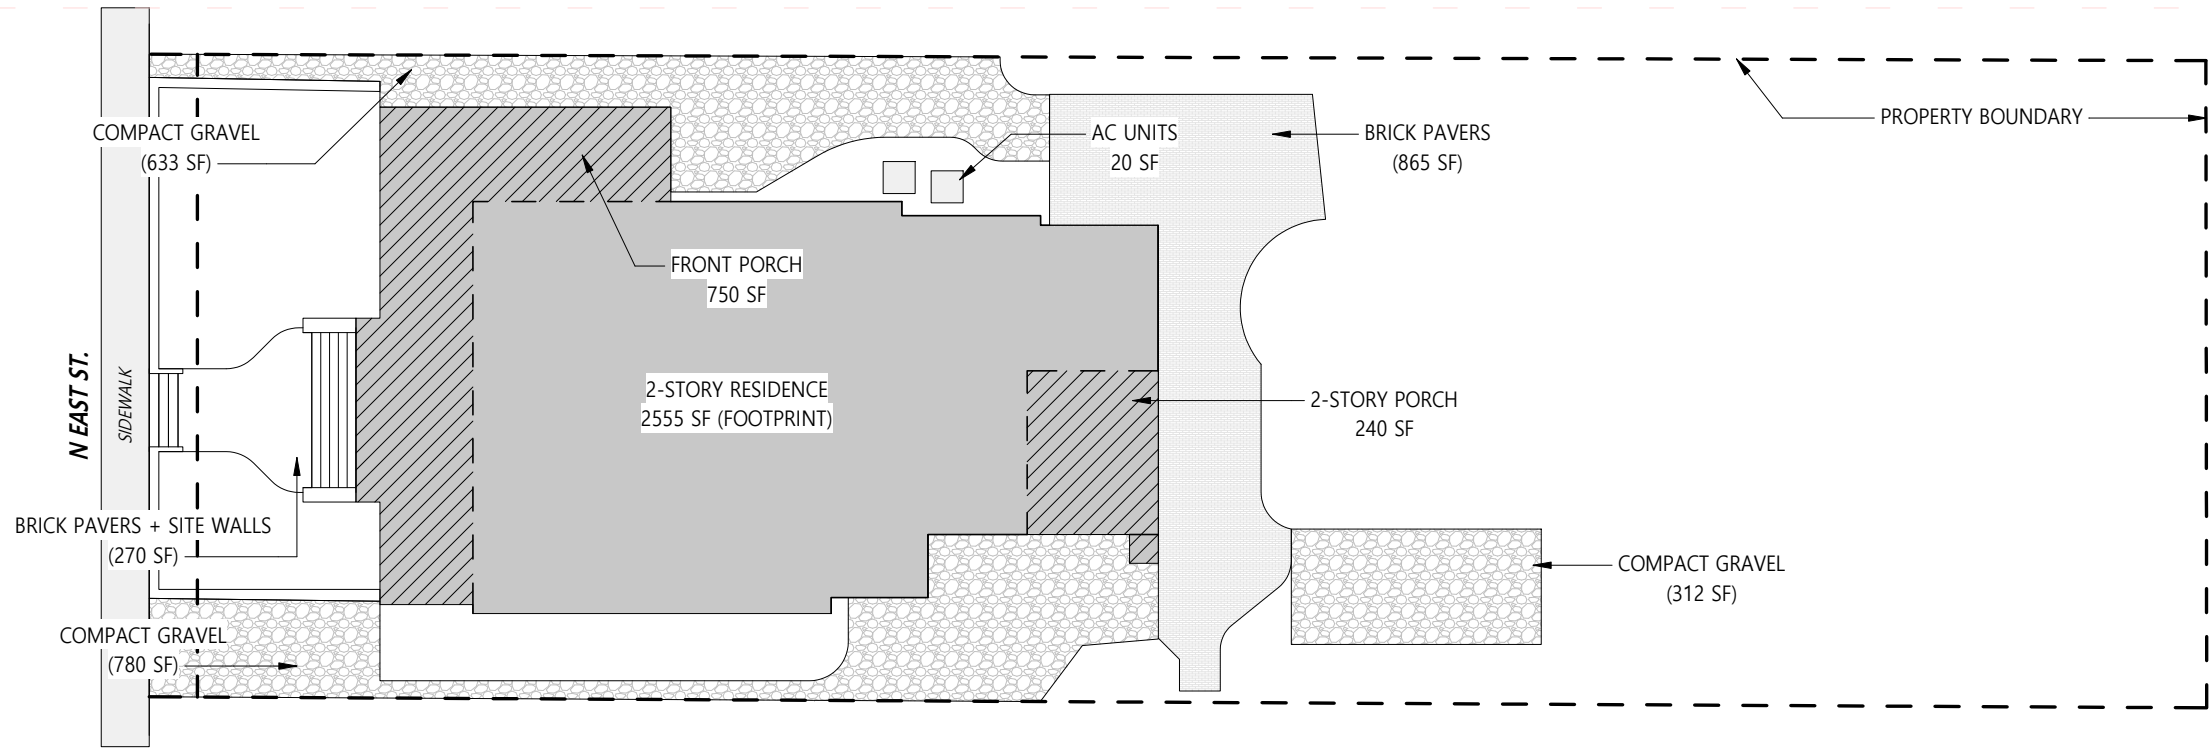 COMPACT GRAVEL
(633 SF)
AC UNITS
20 SF
BRICK PAVERS
(865 SF)
PROPERTY BOUNDARY
FRONT PORCH
750 SF
N EAST ST.
SIDEWALK
2-STORY RESIDENCE
2555 SF (FOOTPRINT)
2-STORY PORCH
240 SF
BRICK PAVERS + SITE WALLS
(270 SF)
COMPACT GRAVEL
(312 SF)
COMPACT GRAVEL
(780 SF)